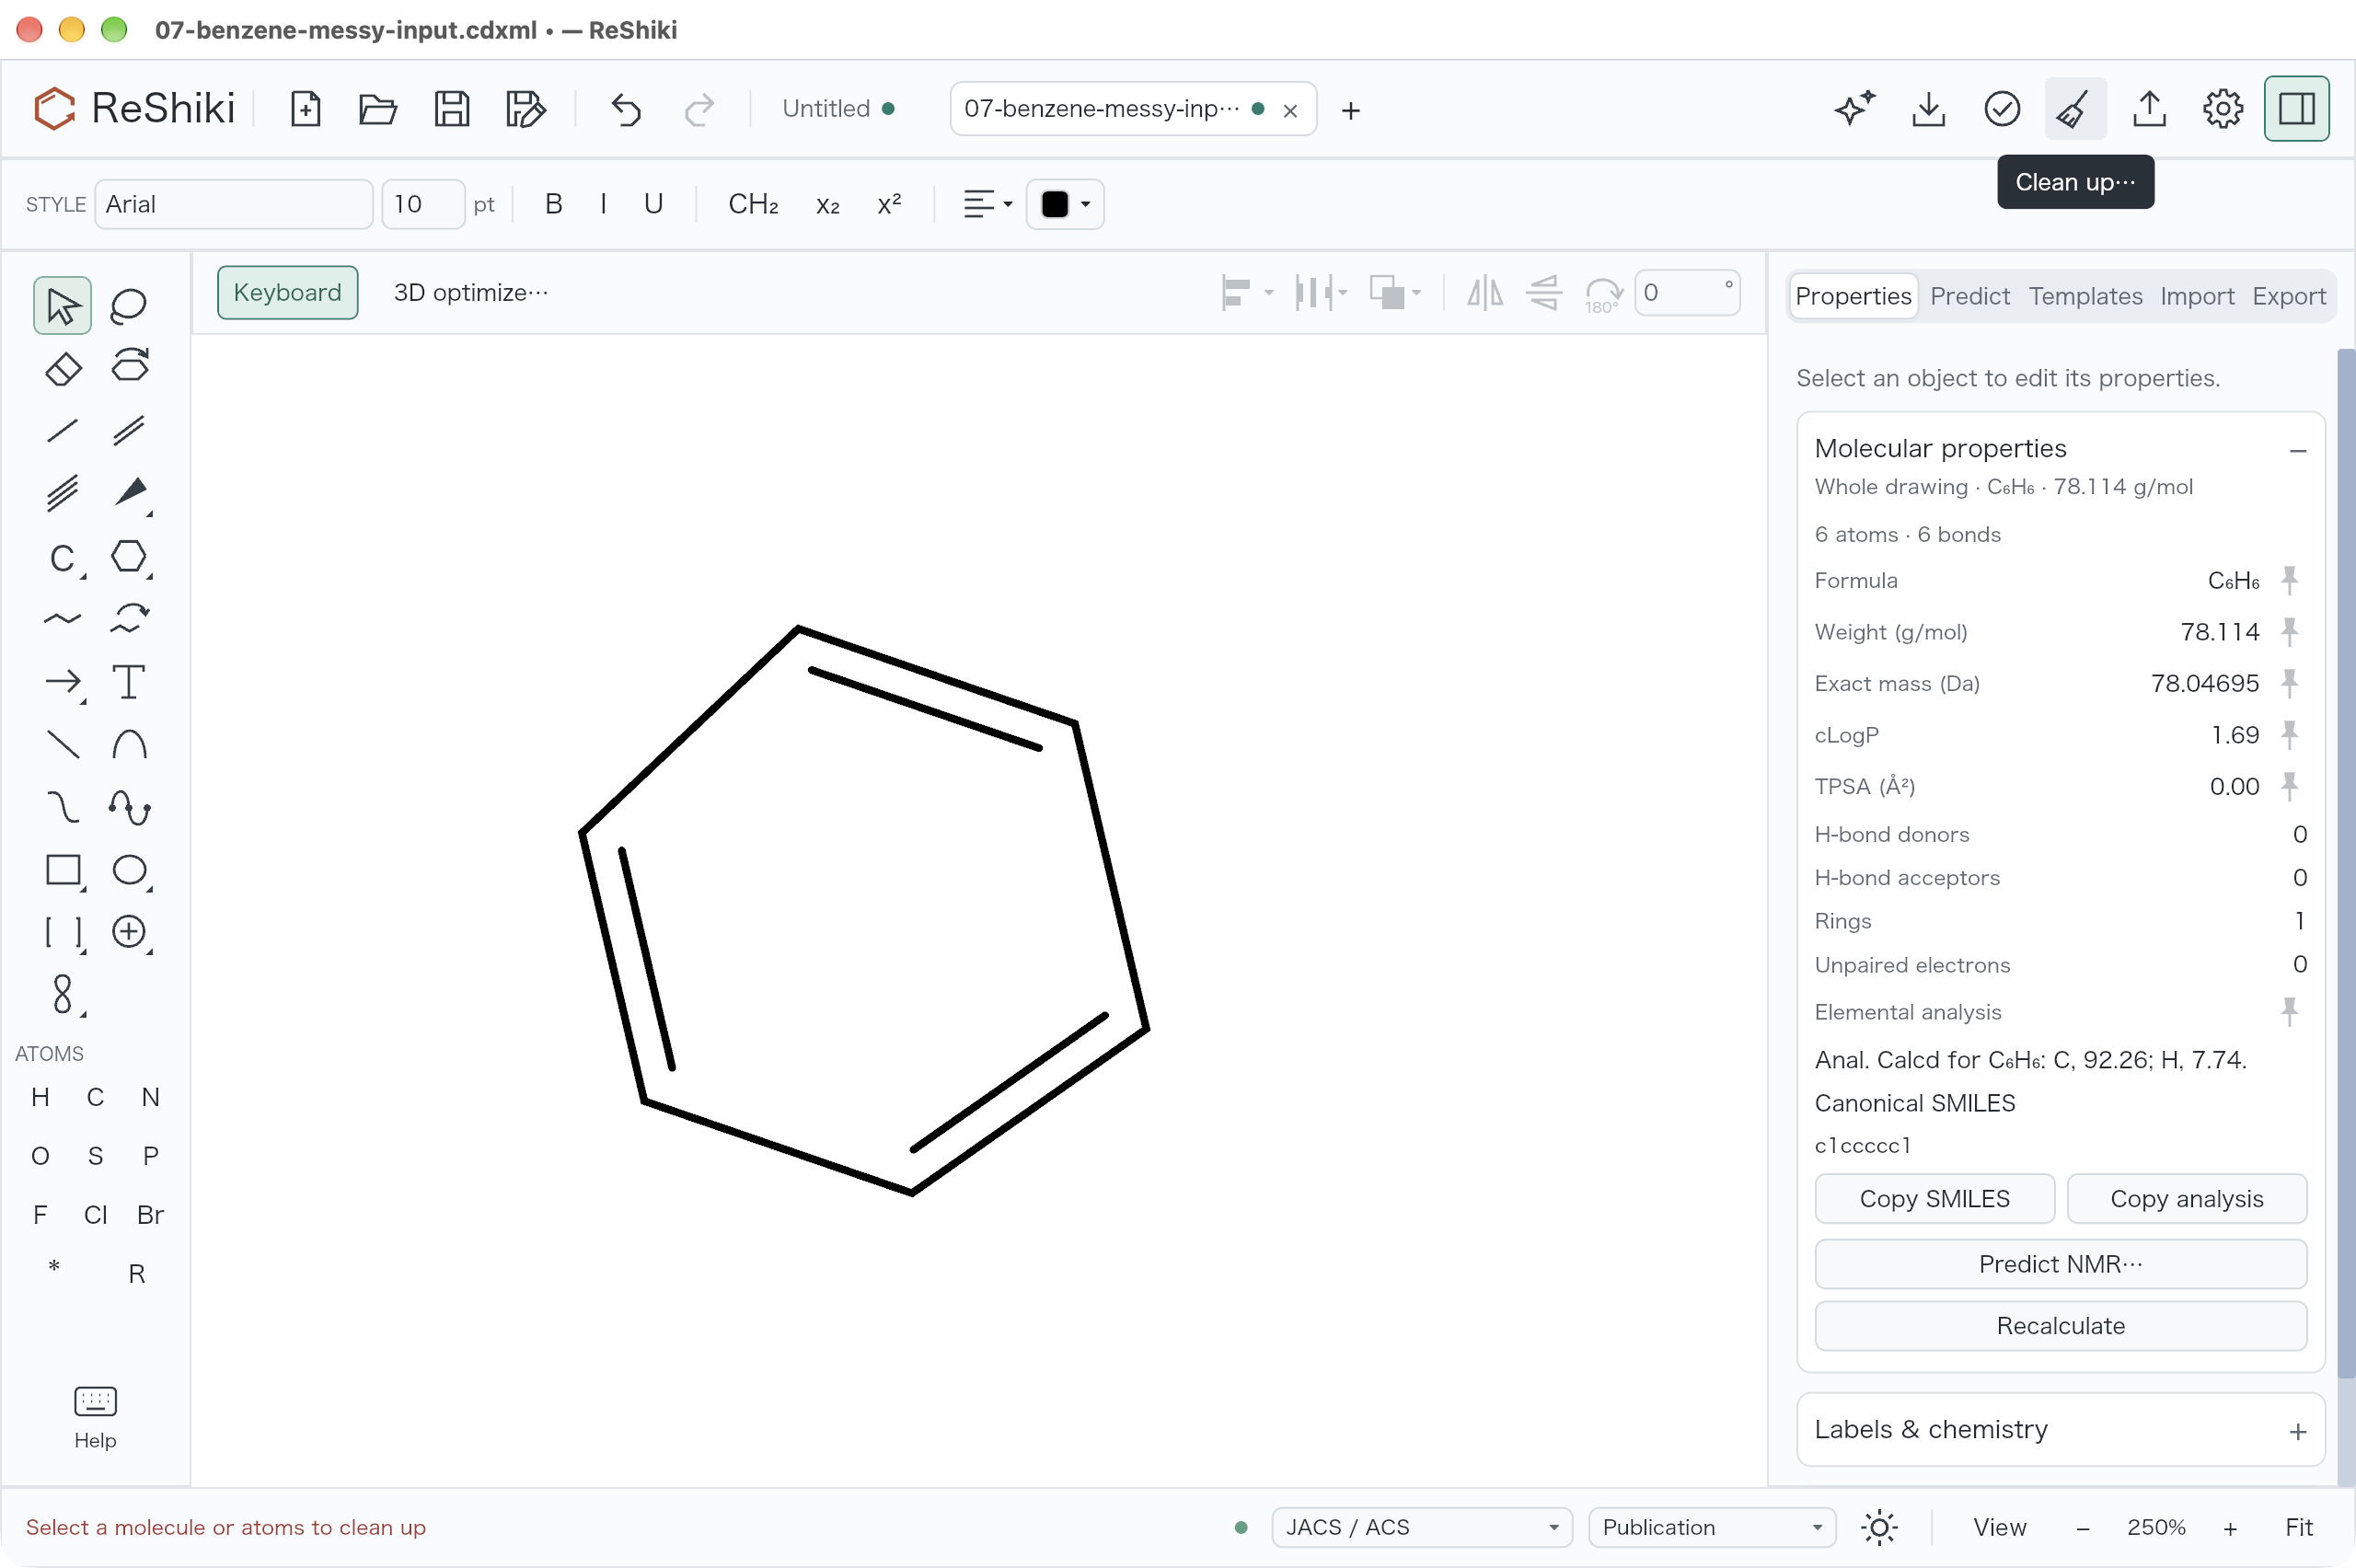 07-benzene-messy-input.cdxml • — ReShiki
ReShiki
Untitled
07-benzene-messy-inp…
Clean up…
STYLE Arial 10 pt B I U CH₂ x₂ x²
Keyboard 3D optimize…
180° 0 °
Properties Predict Templates Import Export
Select an object to edit its properties.
Molecular properties
Whole drawing · C₆H₆ · 78.114 g/mol
6 atoms · 6 bonds
Formula C₆H₆
Weight (g/mol) 78.114
Exact mass (Da) 78.04695
cLogP 1.69
TPSA (Å²) 0.00
H-bond donors 0
H-bond acceptors 0
Rings 1
Unpaired electrons 0
Elemental analysis
Anal. Calcd for C₆H₆: C, 92.26; H, 7.74.
Canonical SMILES
c1ccccc1
Copy SMILES Copy analysis
Predict NMR…
Recalculate
Labels & chemistry +
C
T
[ ]
ATOMS
H C N
O S P
F Cl Br
* R
Help
Select a molecule or atoms to clean up
JACS / ACS Publication View − 250% + Fit